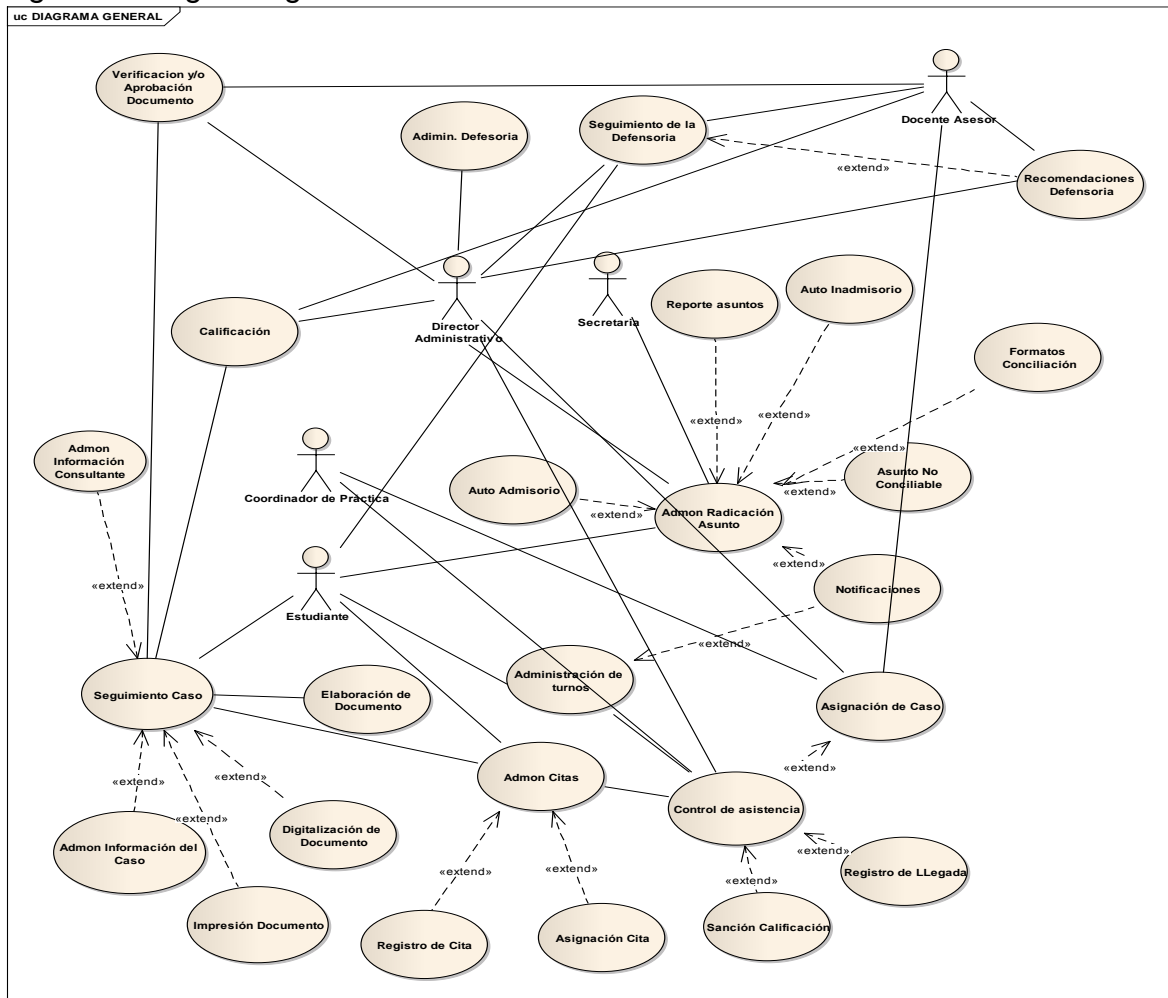 uc DIAGRAMA GENERAL
Verificacion y/o
Aprobación
Documento
Adimin. Defesoria
Seguimiento de la
Defensoria
Docente Asesor
«extend»
Recomendaciones
Defensoria
Calificación
Director
Administrativo
Secretaria
Reporte asuntos
Auto Inadmisorio
Formatos
Conciliación
Admon
Información
Consultante
Coordinador de Práctica
Auto Admisorio
«extend»
«extend»
«extend»
«extend»
«extend»
Admon Radicación
Asunto
Asunto No
Conciliable
«extend»
Notificaciones
«extend»
Estudiante
«extend»
Seguimiento Caso
Elaboración de
Documento
Administración de
turnos
Asignación de Caso
«extend»
«extend»
«extend»
«extend»
Admon Citas
Control de asistencia
Admon Información del
Caso
Digitalización de
Documento
«extend»
«extend»
«extend»
«extend»
Registro de LLegada
Impresión Documento
Registro de Cita
Asignación Cita
Sanción Calificación